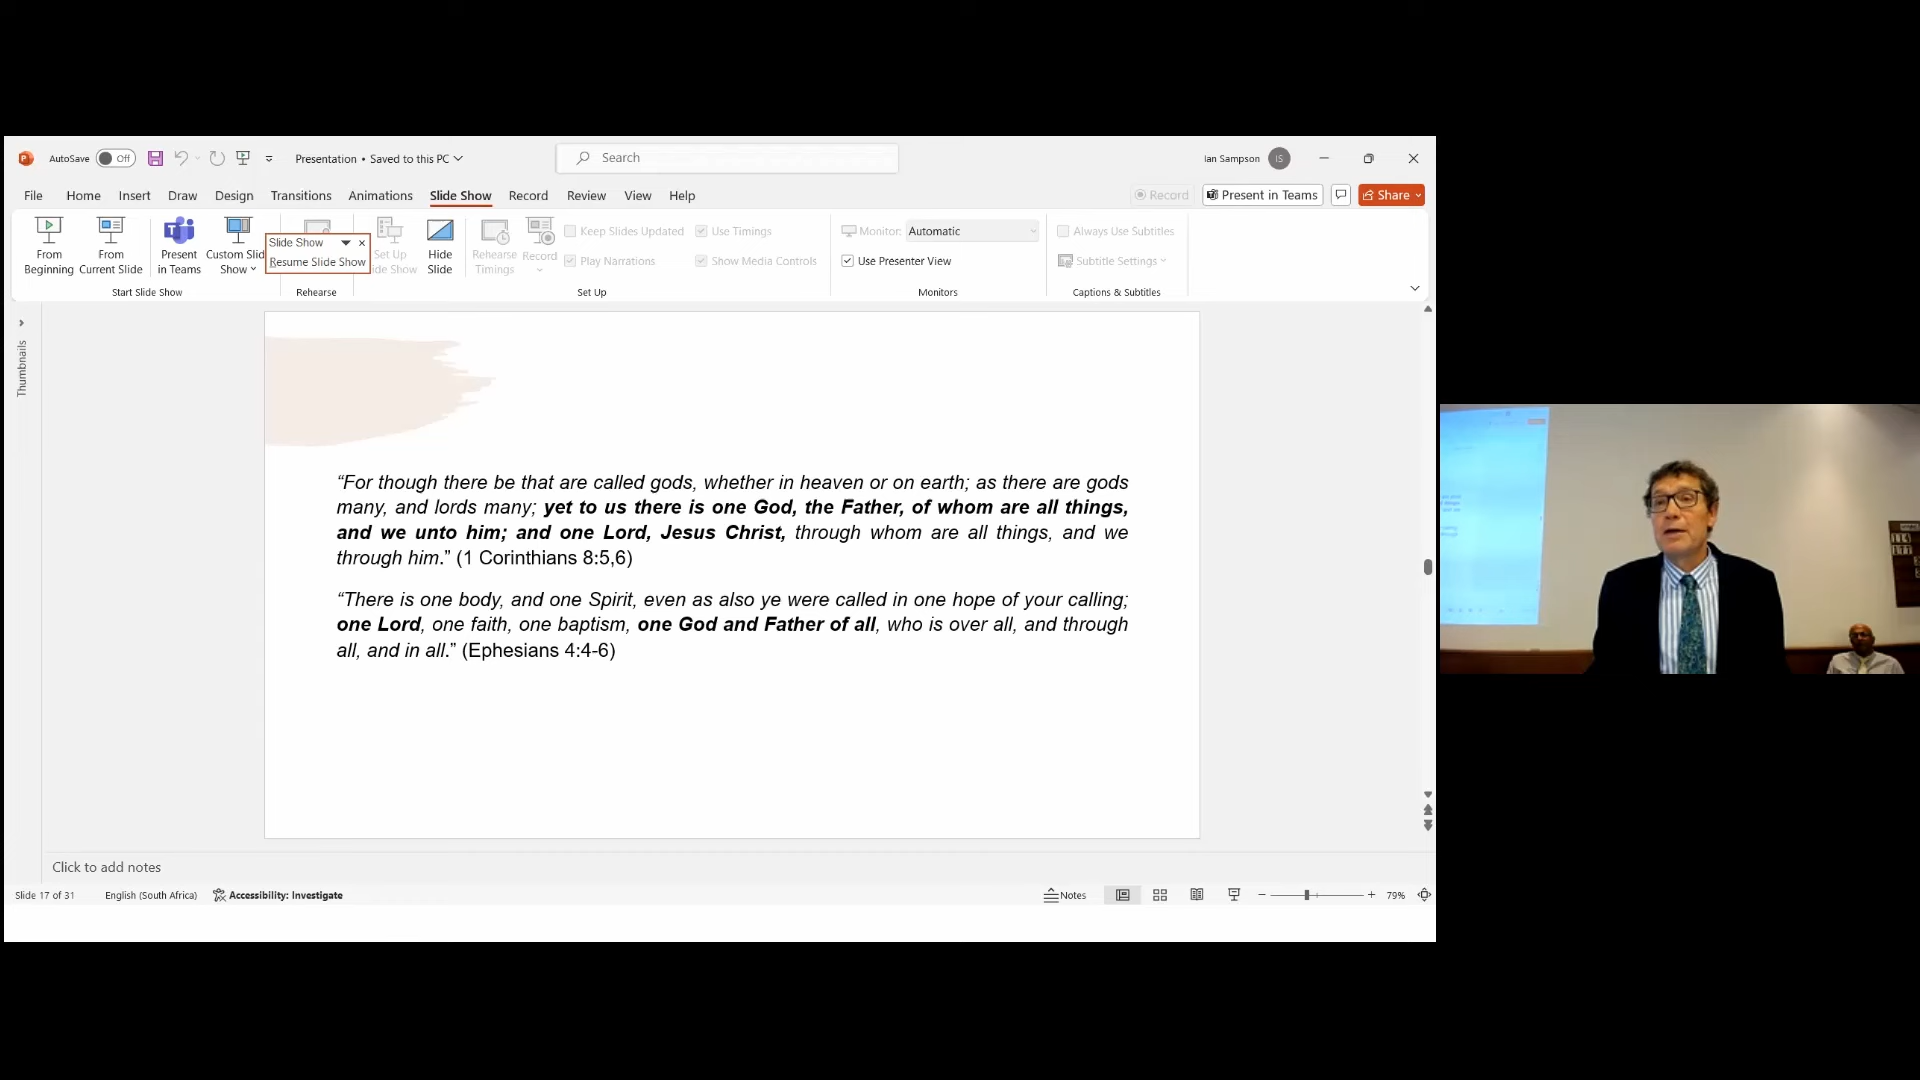 AutoSave Off
Presentation • Saved to this PC
Search
Ian Sampson IS
File Home Insert Draw Design Transitions Animations Slide Show Record Review View Help
Record Present in Teams Share
From Beginning
From Current Slide
Present in Teams
Custom Slid Show
Start Slide Show
Slide Show
Resume Slide Show
Rehearse
Set Up
ide Show
Hide Slide
Rehearse Timings
Record
Keep Slides Updated
Play Narrations
Use Timings
Show Media Controls
Set Up
Monitor: Automatic
Use Presenter View
Monitors
Always Use Subtitles
Subtitle Settings
Captions & Subtitles
Thumbnails
“For though there be that are called gods, whether in heaven or on earth; as there are gods
many, and lords many; yet to us there is one God, the Father, of whom are all things,
and we unto him; and one Lord, Jesus Christ, through whom are all things, and we
through him.” (1 Corinthians 8:5,6)
“There is one body, and one Spirit, even as also ye were called in one hope of your calling;
one Lord, one faith, one baptism, one God and Father of all, who is over all, and through
all, and in all.” (Ephesians 4:4-6)
Click to add notes
Slide 17 of 31 English (South Africa) Accessibility: Investigate
Notes 79%